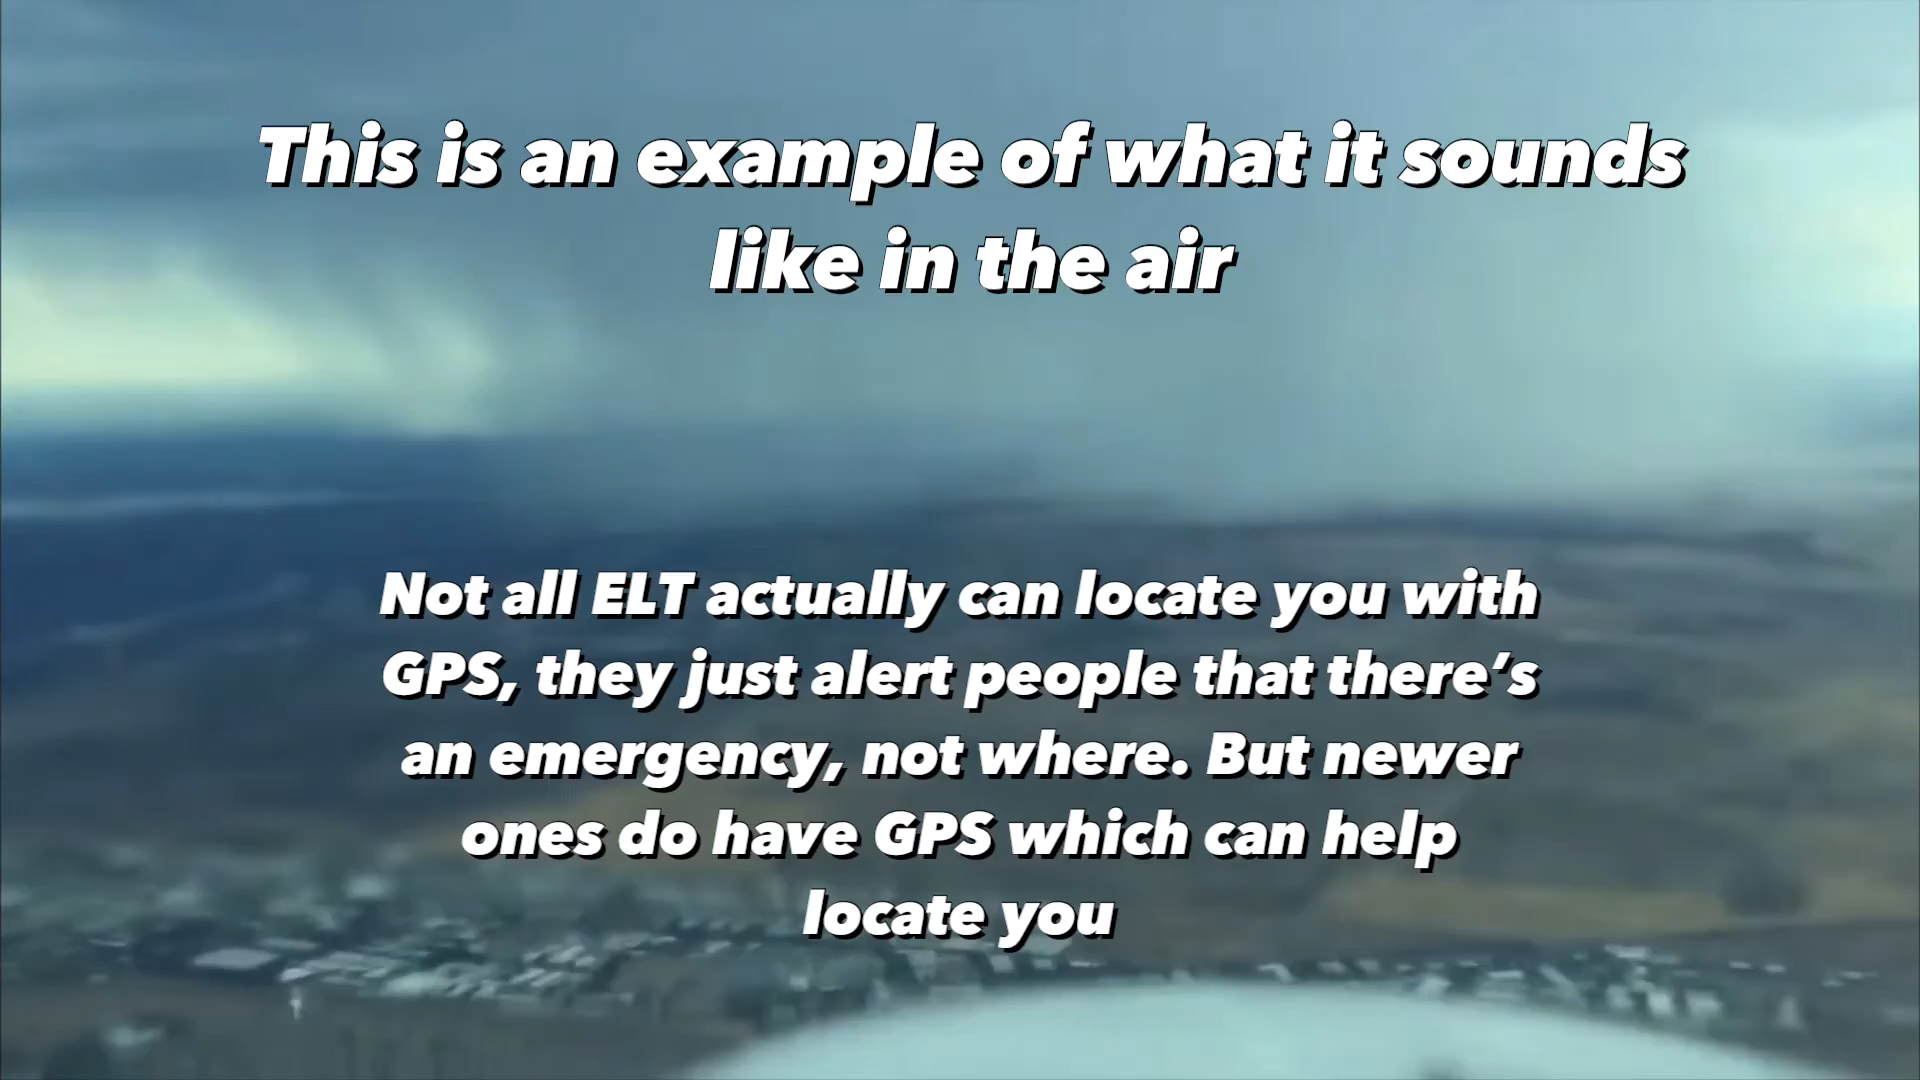 This is an example of what it sounds
like in the air
Not all ELT actually can locate you with
GPS, they just alert people that there’s
an emergency, not where. But newer
ones do have GPS which can help
locate you